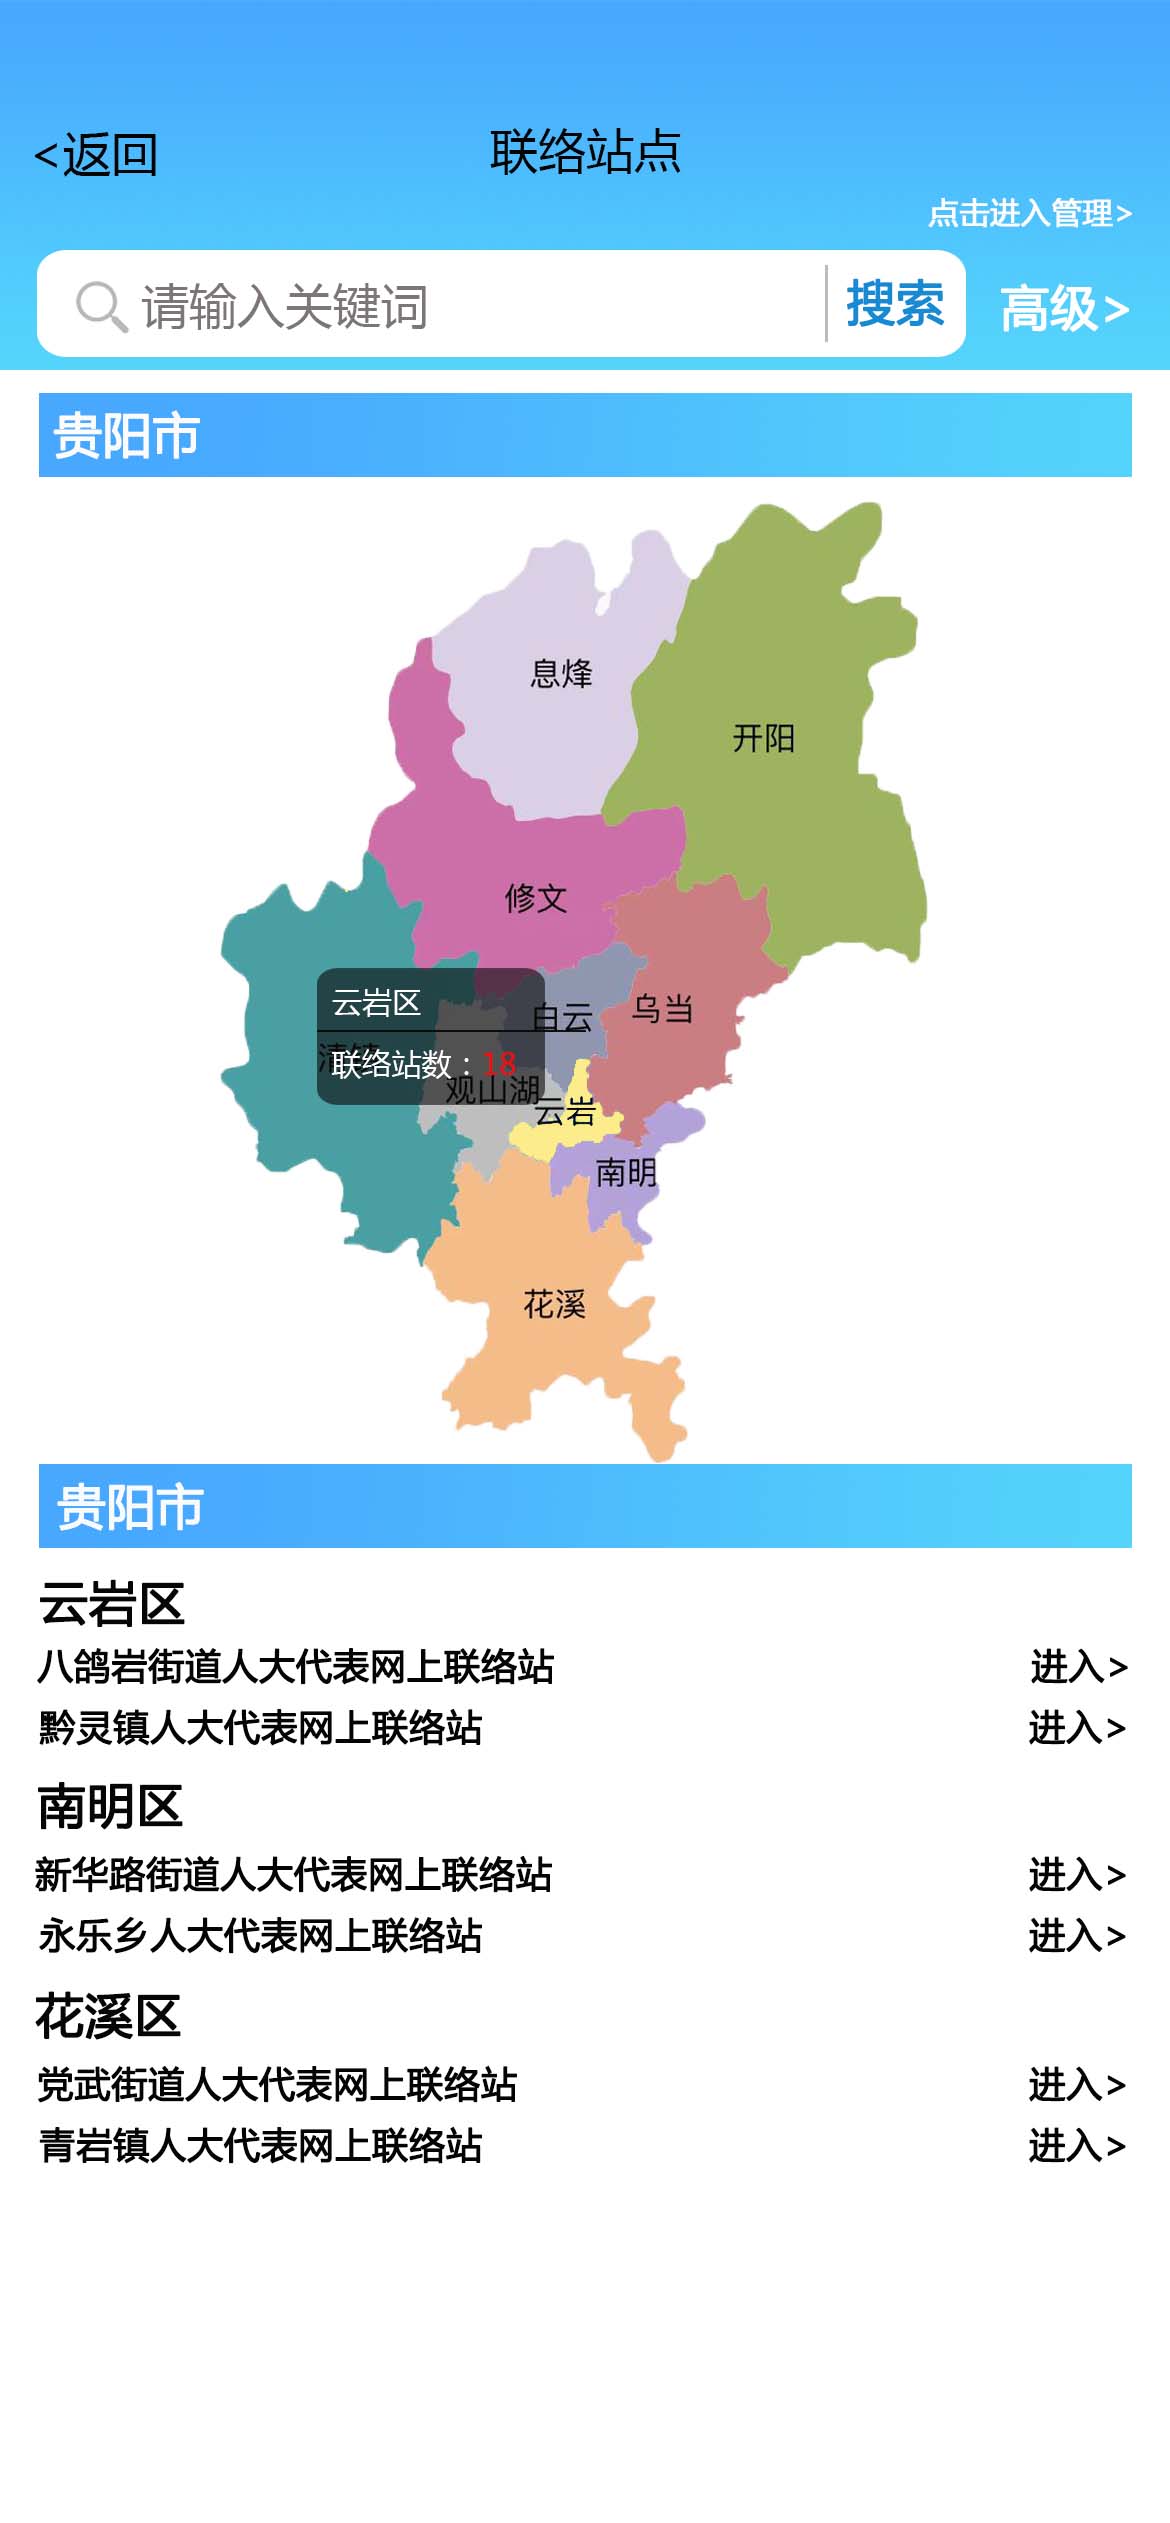 <返回
联络站点
点击进入管理>
请输入关键词
搜索
高级>
贵阳市
息烽
开阳
修文
云岩区
白云
乌当
清镇
联络站数：18
观山湖
云岩
南明
花溪
贵阳市
云岩区
八鸽岩街道人大代表网上联络站 进入>
黔灵镇人大代表网上联络站 进入>
南明区
新华路街道人大代表网上联络站 进入>
永乐乡人大代表网上联络站 进入>
花溪区
党武街道人大代表网上联络站 进入>
青岩镇人大代表网上联络站 进入>